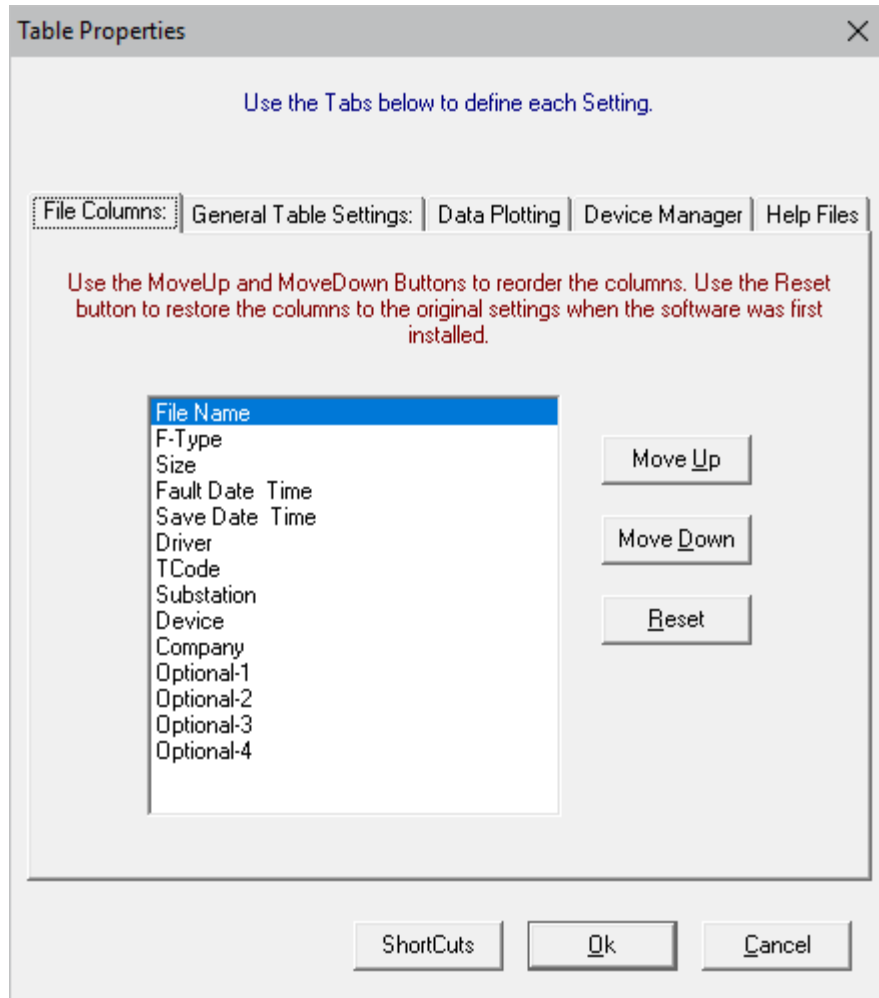 Table Properties
Use the Tabs below to define each Setting.
File Columns: General Table Settings: Data Plotting Device Manager Help Files
Use the MoveUp and MoveDown Buttons to reorder the columns. Use the Reset
button to restore the columns to the original settings when the software was first
installed.
File Name
F-Type
Size
Fault Date  Time
Save Date  Time
Driver
TCode
Substation
Device
Company
Optional-1
Optional-2
Optional-3
Optional-4
Move Up
Move Down
Reset
ShortCuts Ok Cancel